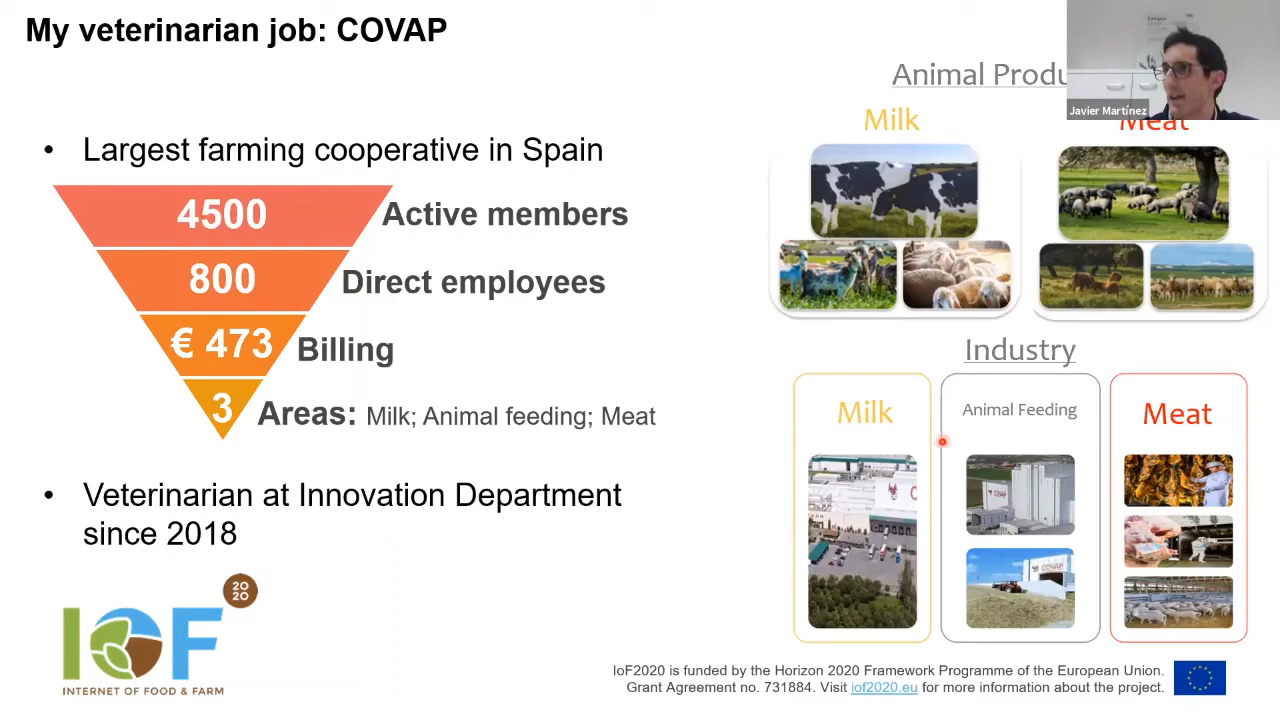 My veterinarian job: COVAP
• Largest farming cooperative in Spain
4500 Active members
800 Direct employees
€ 473 Billing
3 Areas: Milk; Animal feeding; Meat
• Veterinarian at Innovation Department
since 2018
IOF
20
20
INTERNET OF FOOD & FARM
Animal Produ
Javier Martínez
Milk
Meat
Industry
Milk
Animal Feeding
Meat
COVAP
IoF2020 is funded by the Horizon 2020 Framework Programme of the European Union.
Grant Agreement no. 731884. Visit iof2020.eu for more information about the project.